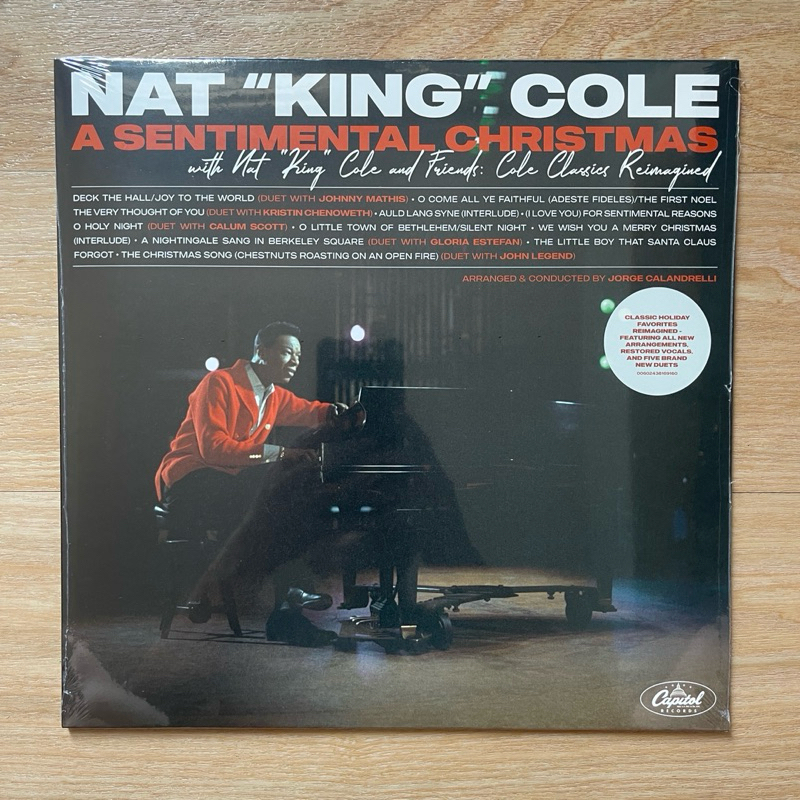 NAT "KING" COLE
A SENTIMENTAL CHRISTMAS
with Nat "King" Cole and Friends: Cole Classics Reimagined
DECK THE HALL/JOY TO THE WORLD (DUET WITH JOHNNY MATHIS) • O COME ALL YE FAITHFUL (ADESTE FIDELES)/THE FIRST NOEL
THE VERY THOUGHT OF YOU (DUET WITH KRISTIN CHENOWETH) • AULD LANG SYNE (INTERLUDE) • (I LOVE YOU) FOR SENTIMENTAL REASONS
O HOLY NIGHT (DUET WITH CALUM SCOTT) • O LITTLE TOWN OF BETHLEHEM/SILENT NIGHT • WE WISH YOU A MERRY CHRISTMAS
(INTERLUDE) • A NIGHTINGALE SANG IN BERKELEY SQUARE (DUET WITH GLORIA ESTEFAN) • THE LITTLE BOY THAT SANTA CLAUS
FORGOT • THE CHRISTMAS SONG (CHESTNUTS ROASTING ON AN OPEN FIRE) (DUET WITH JOHN LEGEND)
ARRANGED & CONDUCTED BY JORGE CALANDRELLI
CLASSIC HOLIDAY
FAVORITES
REIMAGINED -
FEATURING ALL NEW
ARRANGEMENTS,
RESTORED VOCALS,
AND FIVE BRAND
NEW DUETS
Capitol
RECORDS